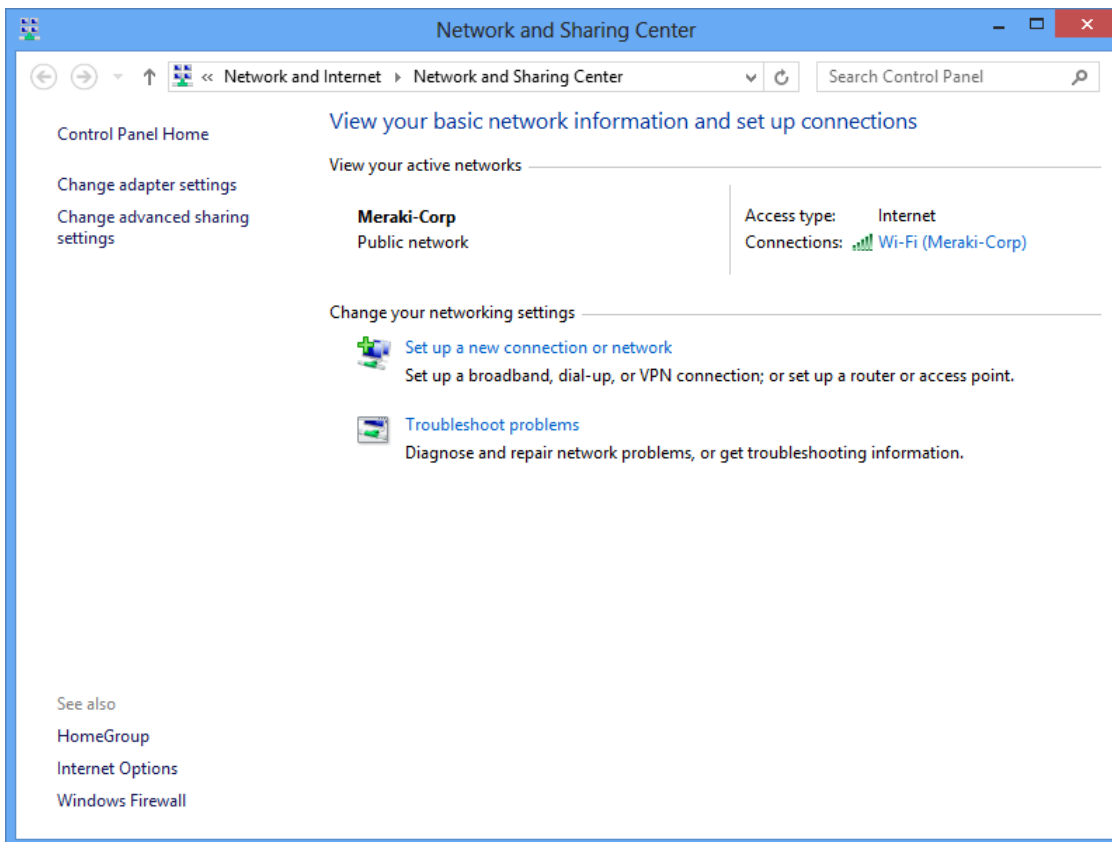 Network and Sharing Center
« Network and Internet Network and Sharing Center
Search Control Panel
Control Panel Home
Change adapter settings
Change advanced sharing
settings
View your basic network information and set up connections
View your active networks
Meraki-Corp
Public network
Access type: Internet
Connections: Wi-Fi (Meraki-Corp)
Change your networking settings
Set up a new connection or network
Set up a broadband, dial-up, or VPN connection; or set up a router or access point.
Troubleshoot problems
Diagnose and repair network problems, or get troubleshooting information.
See also
HomeGroup
Internet Options
Windows Firewall